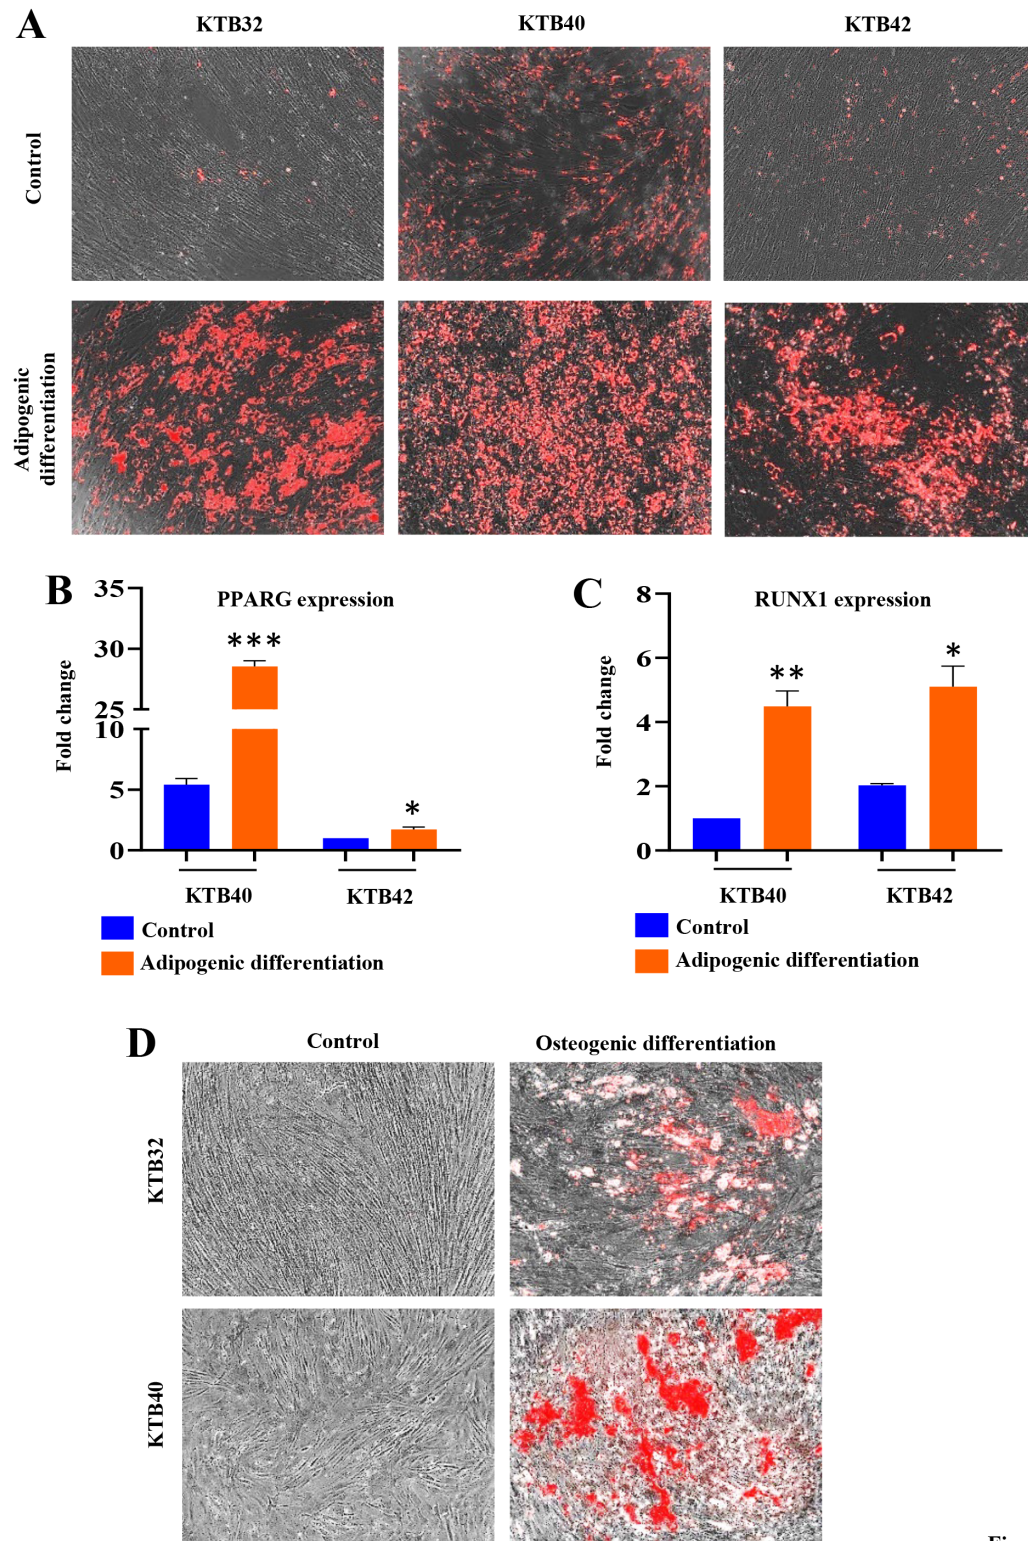 A
KTB32
KTB40
KTB42
Control
Adipogenic
differentiation
B
PPARG expression
Fold change
35
30
25
10
5
0
***
*
KTB40
KTB42
Control
Adipogenic differentiation
C
RUNX1 expression
Fold change
8
6
4
2
0
**
*
KTB40
KTB42
Control
Adipogenic differentiation
D
Control
Osteogenic differentiation
KTB32
KTB40